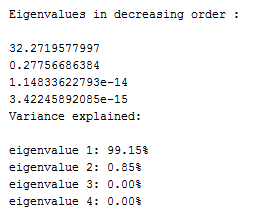 Eigenvalues in decreasing order :
32.2719577997
0.27756686384
1.14833622793e-14
3.42245892085e-15
Variance explained:
eigenvalue 1: 99.15%
eigenvalue 2: 0.85%
eigenvalue 3: 0.00%
eigenvalue 4: 0.00%